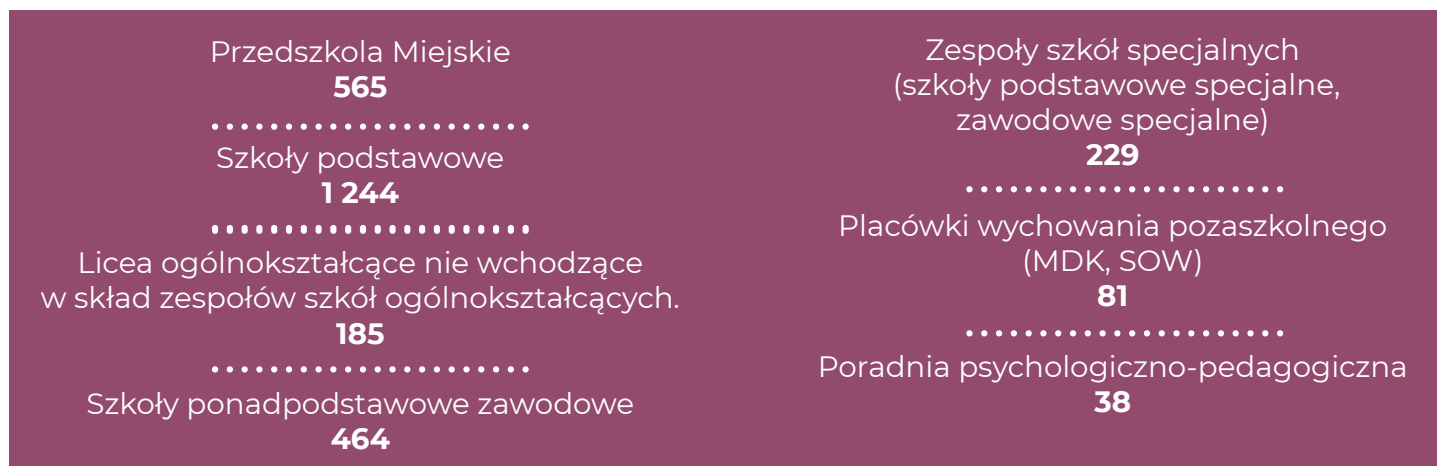 Przedszkola Miejskie
565
Szkoły podstawowe
1 244
Licea ogólnokształcące nie wchodzące
w skład zespołów szkół ogólnokształcących.
185
Szkoły ponadpodstawowe zawodowe
464
Zespoły szkół specjalnych
(szkoły podstawowe specjalne,
zawodowe specjalne)
229
Placówki wychowania pozaszkolnego
(MDK, SOW)
81
Poradnia psychologiczno-pedagogiczna
38